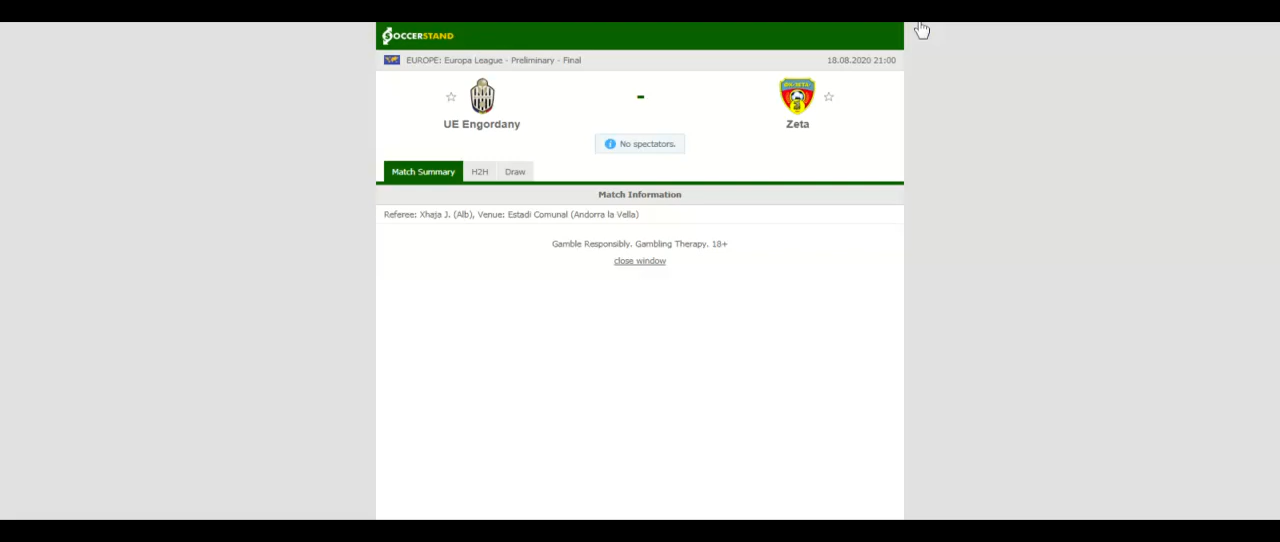 SOCCERSTAND
EUROPE: Europa League - Preliminary - Final 18.08.2020 21:00
-
UE Engordany Zeta
No spectators.
Match Summary H2H Draw
Match Information
Referee: Xhaja J. (Alb), Venue: Estadi Comunal (Andorra la Vella)
Gamble Responsibly. Gambling Therapy. 18+
close window